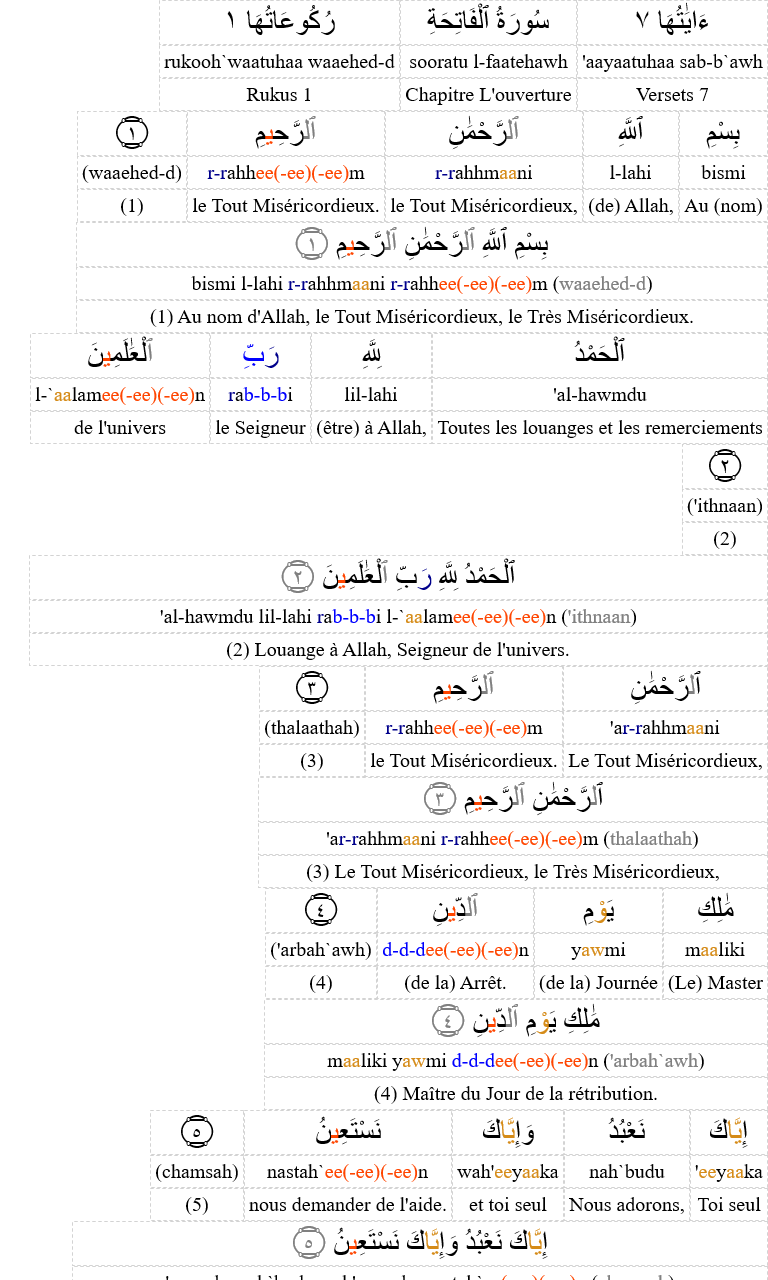 ءَايَٰتُهَا ٧ سُورَةُ ٱلْفَاتِحَةِ رُكُوعَاتُهَا ١
'aayaatuhaa sab-b`awh sooratu l-faatehawh rukooh`waatuhaa waaehed-d
Versets 7 Chapitre L'ouverture Rukus 1
بِسْمِ ٱللَّهِ ٱلرَّحْمَٰنِ ٱلرَّحِيمِ ١
bismi l-lahi r-rahhmaani r-rahhee(-ee)(-ee)m (waaehed-d)
Au (nom) (de) Allah, le Tout Miséricordieux, le Tout Miséricordieux. (1)
بِسْمِ ٱللَّهِ ٱلرَّحْمَٰنِ ٱلرَّحِيمِ ١
bismi l-lahi r-rahhmaani r-rahhee(-ee)(-ee)m (waaehed-d)
(1) Au nom d'Allah, le Tout Miséricordieux, le Très Miséricordieux.
ٱلْحَمْدُ لِلَّهِ رَبِّ ٱلْعَٰلَمِينَ
'al-hawmdu lil-lahi rab-b-bi l-`aalamee(-ee)(-ee)n
Toutes les louanges et les remerciements (être) à Allah, le Seigneur de l'univers
٢
('ithnaan)
(2)
ٱلْحَمْدُ لِلَّهِ رَبِّ ٱلْعَٰلَمِينَ ٢
'al-hawmdu lil-lahi rab-b-bi l-`aalamee(-ee)(-ee)n ('ithnaan)
(2) Louange à Allah, Seigneur de l'univers.
ٱلرَّحْمَٰنِ ٱلرَّحِيمِ ٣
'ar-rahhmaani r-rahhee(-ee)(-ee)m (thalaathah)
Le Tout Miséricordieux, le Tout Miséricordieux. (3)
ٱلرَّحْمَٰنِ ٱلرَّحِيمِ ٣
'ar-rahhmaani r-rahhee(-ee)(-ee)m (thalaathah)
(3) Le Tout Miséricordieux, le Très Miséricordieux,
مَٰلِكِ يَوْمِ ٱلدِّينِ ٤
maaliki yawmi d-d-dee(-ee)(-ee)n ('arbah`awh)
(Le) Master (de la) Journée (de la) Arrêt. (4)
مَٰلِكِ يَوْمِ ٱلدِّينِ ٤
maaliki yawmi d-d-dee(-ee)(-ee)n ('arbah`awh)
(4) Maître du Jour de la rétribution.
إِيَّاكَ نَعْبُدُ وَإِيَّاكَ نَسْتَعِينُ ٥
'eeyaaka nah`budu wah'eeyaaka nastah`ee(-ee)(-ee)n (chamsah)
Toi seul Nous adorons, et toi seul nous demander de l'aide. (5)
إِيَّاكَ نَعْبُدُ وَإِيَّاكَ نَسْتَعِينُ ٥